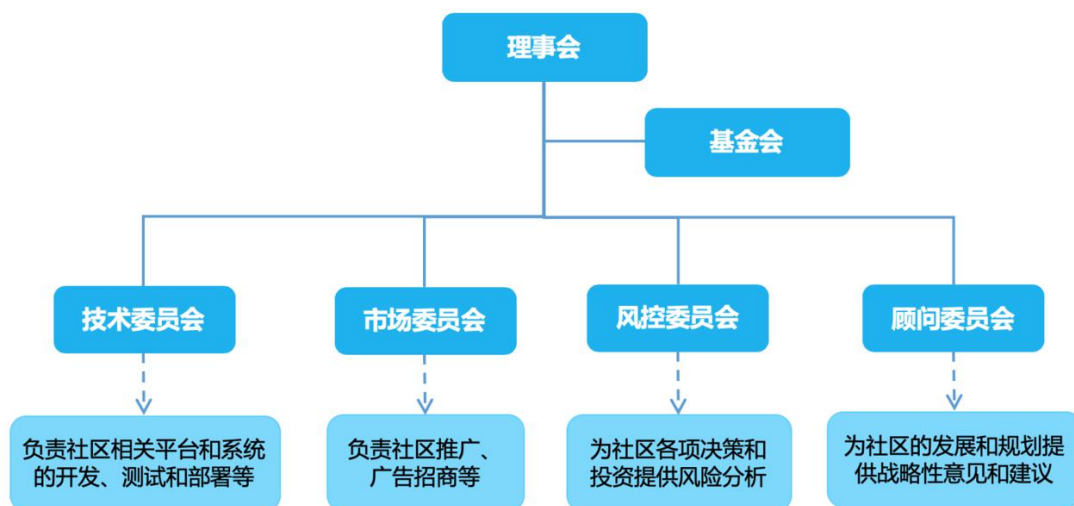 理事会
基金会
技术委员会
市场委员会
风控委员会
顾问委员会
负责社区相关平台和系统
的开发、测试和部署等
负责社区推广、
广告招商等
为社区各项决策和
投资提供风险分析
为社区的发展和规划提
供战略性意见和建议